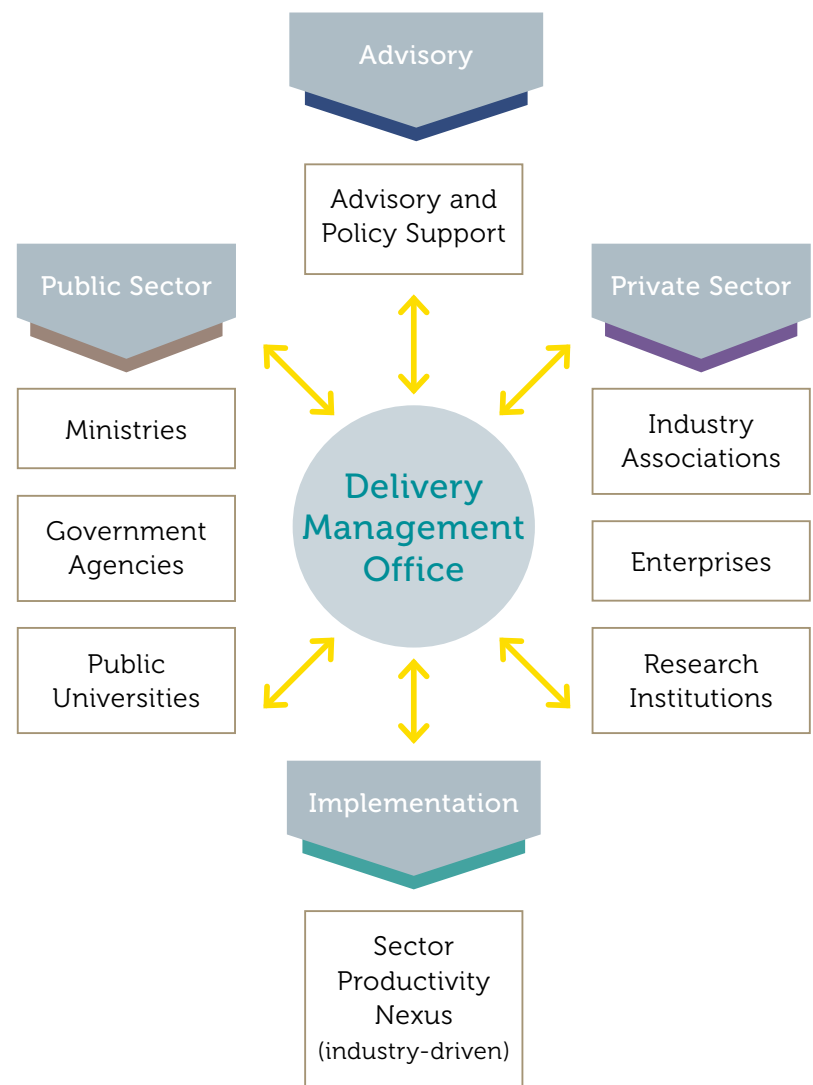 Advisory
Advisory and
Policy Support
Public Sector
Ministries
Government
Agencies
Public
Universities
Delivery
Management
Office
Private Sector
Industry
Associations
Enterprises
Research
Institutions
Implementation
Sector
Productivity
Nexus
(industry-driven)